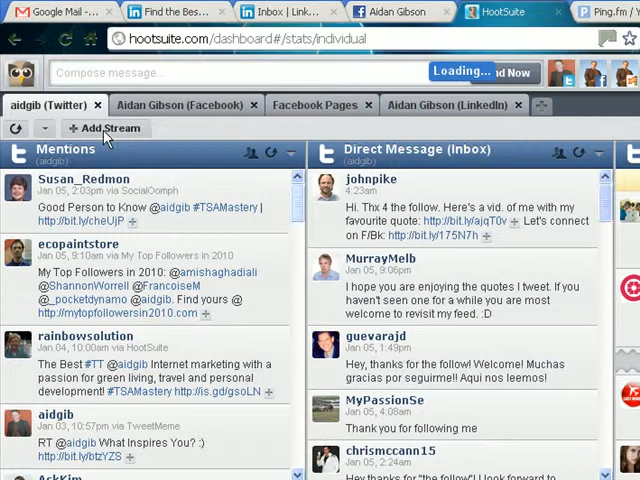 Google Mail -...
Find the Bes...
Inbox | Link...
Aidan Gibson
HootSuite
Ping.fm / Y
hootsuite.com/dashboard#/stats/individual
Compose message...
Loading...
nd Now
aidgib (Twitter) ×
Aidan Gibson (Facebook) ×
Facebook Pages ×
Aidan Gibson (LinkedIn) ×
+ Add Stream
Mentions
(aidgib)
Susan_Redmon
Jan 05, 2:03pm via SocialOomph
Good Person to Know @aidgib #TSAMastery |
http://bit.ly/cheUjP
ecopaintstore
Jan 05, 9:10am via My Top Followers in 2010
My Top Followers in 2010: @amishaghadiali
@ShannonWorrell @FrancoiseM
@_pocketdynamo @aidgib. Find yours @
http://mytopfollowersin2010.com
rainbowsolution
Jan 04, 10:00am via HootSuite
The Best #TT @aidgib Internet marketing with a
passion for green living, travel and personal
development! #TSAMastery http://is.gd/gsoLN
aidgib
Jan 03, 10:57pm via TweetMeme
RT @aidgib What Inspires You? :)
http://bit.ly/btzYZS
AckKim
Direct Message (Inbox)
(aidgib)
johnpike
4:23am
Hi. Thz 4 the follow. Here's a vid. of me with my
favourite quote: http://bit.ly/ajqT0v Let's connect
on F/Bk: http://bit.ly/175N7h
MurrayMelb
Jan 05, 9:06pm
I hope you are enjoying the quotes I tweet. If you
haven't seen one for a while you are most
welcome to revisit my feed. :D
guevarajd
Jan 05, 1:49pm
Hey, thanks for the follow! Welcome! Muchas
gracias por seguirme!! Aqui nos leemos!
MyPassionSe
Jan 05, 4:08am
Thank you for following me
chrismccann15
Jan 05, 2:24am
Hey thanks for the "follow" I look forward to